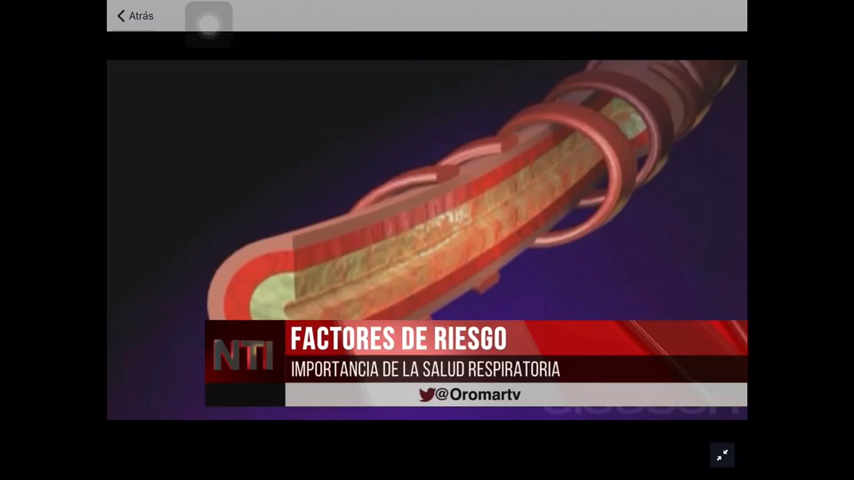 Atrás
FACTORES DE RIESGO
NTI
IMPORTANCIA DE LA SALUD RESPIRATORIA
@Oromartv